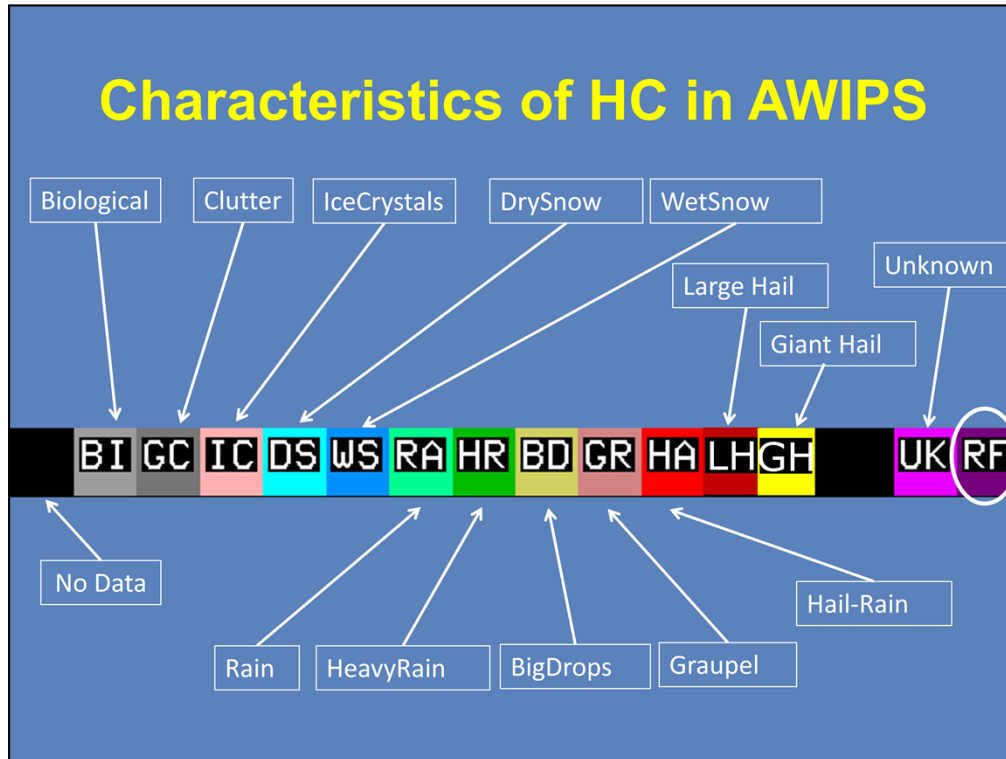 Characteristics of HC in AWIPS
Biological
Clutter
IceCrystals
DrySnow
WetSnow
Unknown
Large Hail
Giant Hail
BI GC IC DS WS RA HR BD GR HA LH GH UK RF
No Data
Hail-Rain
Rain
HeavyRain
BigDrops
Graupel